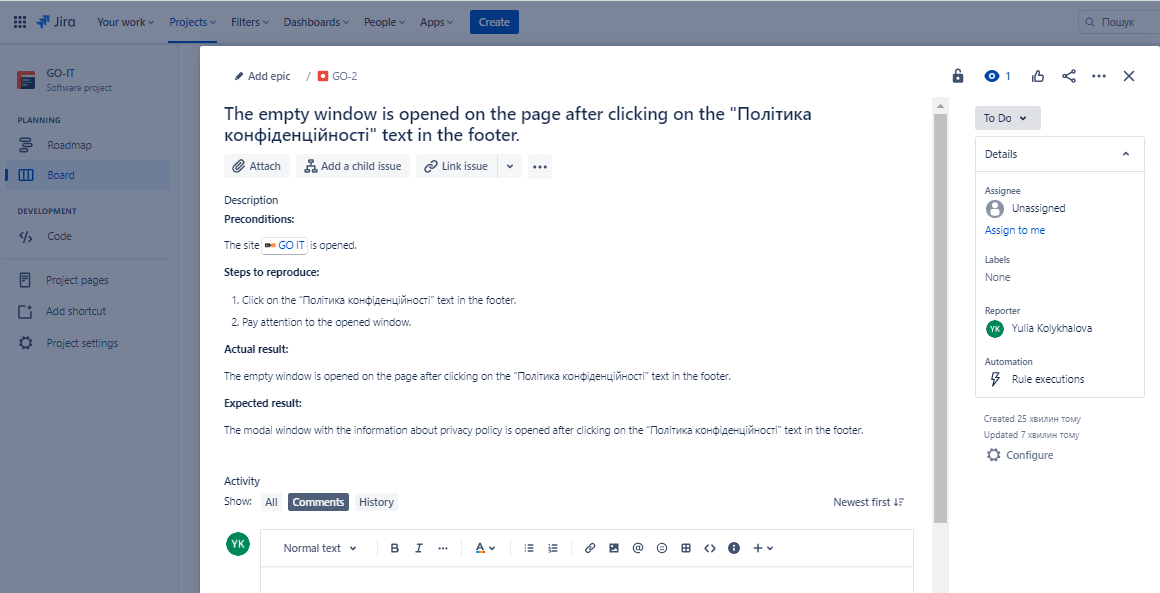 Jira Your work Projects Filters Dashboards People Apps Create Пошук
GO-IT
Software project
PLANNING
Roadmap
Board
DEVELOPMENT
Code
Project pages
Add shortcut
Project settings
Add epic / GO-2
1
The empty window is opened on the page after clicking on the "Політика
конфіденційності" text in the footer.
Attach Add a child issue Link issue
Description
Preconditions:
The site GO IT is opened.
Steps to reproduce:
1. Click on the “Політика конфіденційності” text in the footer.
2. Pay attention to the opened window.
Actual result:
The empty window is opened on the page after clicking on the “Політика конфіденційності” text in the footer.
Expected result:
The modal window with the information about privacy policy is opened after clicking on the “Політика конфіденційності” text in the footer.
Activity
Show: All Comments History Newest first
YK
Normal text B I A
To Do
Details
Assignee
Unassigned
Assign to me
Labels
None
Reporter
YK Yulia Kolykhalova
Automation
Rule executions
Created 25 хвилин тому
Updated 7 хвилин тому
Configure